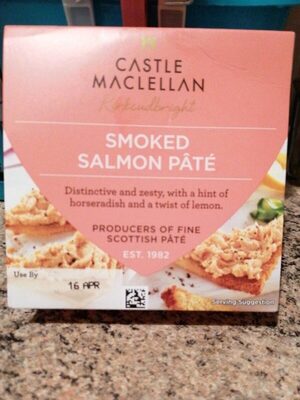 CASTLE
MACLELLAN
Kirkcudbright
SMOKED
SALMON PÂTÉ
Distinctive and zesty, with a hint of
horseradish and a twist of lemon.
PRODUCERS OF FINE
SCOTTISH PÂTÉ
EST. 1982
Use By
16 APR
Serving Suggestion